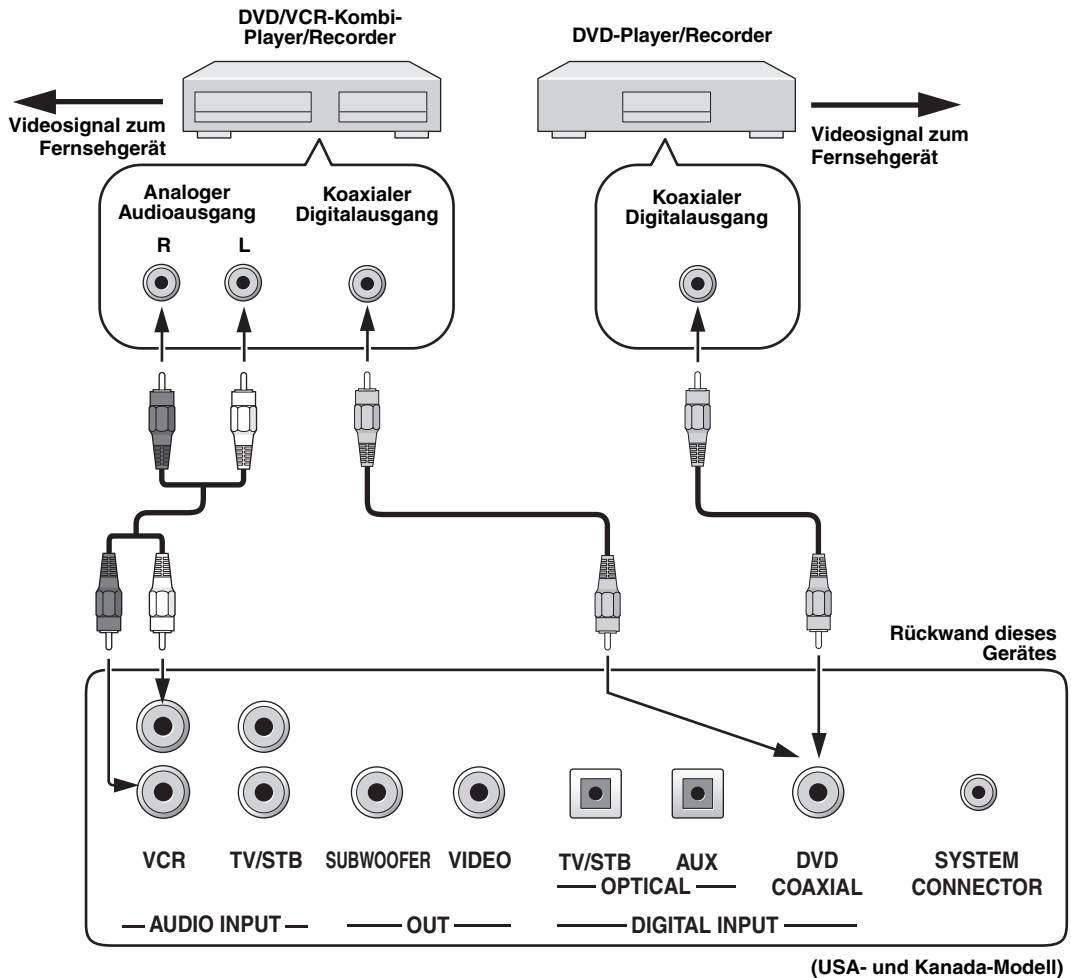 DVD/VCR-Kombi-
Player/Recorder
DVD-Player/Recorder
Videosignal zum
Fernsehgerät
Videosignal zum
Fernsehgerät
Analoger
Audioausgang
Koaxialer
Digitalausgang
R L
Koaxialer
Digitalausgang
Rückwand dieses
Gerätes
VCR TV/STB SUBWOOFER VIDEO TV/STB AUX DVD SYSTEM
OPTICAL COAXIAL CONNECTOR
AUDIO INPUT OUT DIGITAL INPUT
(USA- und Kanada-Modell)